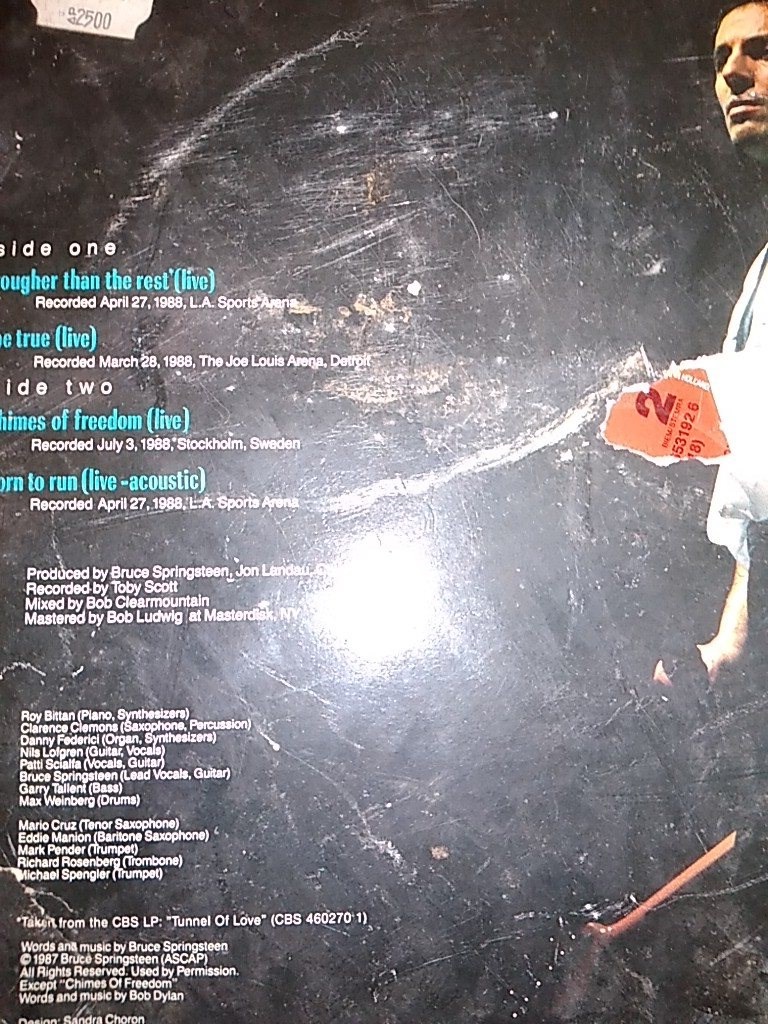 2500
side one
ougher than the rest*(live)
Recorded April 27, 1988, L.A. Sports Arena
e true (live)
Recorded March 28, 1988, The Joe Louis Arena, Detroit
ide two
himes of freedom (live)
Recorded July 3, 1988, Stockholm, Sweden
orn to run (live -acoustic)
Recorded April 27, 1988, L.A. Sports Arena
HOLLAND
2
BIEM/STEMRA
53192 6
18)
Produced by Bruce Springsteen, Jon Landau,
Recorded by Toby Scott
Mixed by Bob Clearmountain
Mastered by Bob Ludwig at Masterdisk, NY
Roy Bittan (Piano, Synthesizers)
Clarence Clemons (Saxophone, Percussion)
Danny Federici (Organ, Synthesizers)
Nils Lofgren (Guitar, Vocals)
Patti Scialfa (Vocals, Guitar)
Bruce Springsteen (Lead Vocals, Guitar)
Garry Tallent (Bass)
Max Weinberg (Drums)
Mario Cruz (Tenor Saxophone)
Eddie Manion (Baritone Saxophone)
Mark Pender (Trumpet)
Richard Rosenberg (Trombone)
Michael Spengler (Trumpet)
*Taken from the CBS LP: "Tunnel Of Love" (CBS 460270 1)
Words and music by Bruce Springsteen
© 1987 Bruce Springsteen (ASCAP)
All Rights Reserved. Used by Permission.
Except "Chimes Of Freedom"
Words and music by Bob Dylan
Design: Sandra Choron